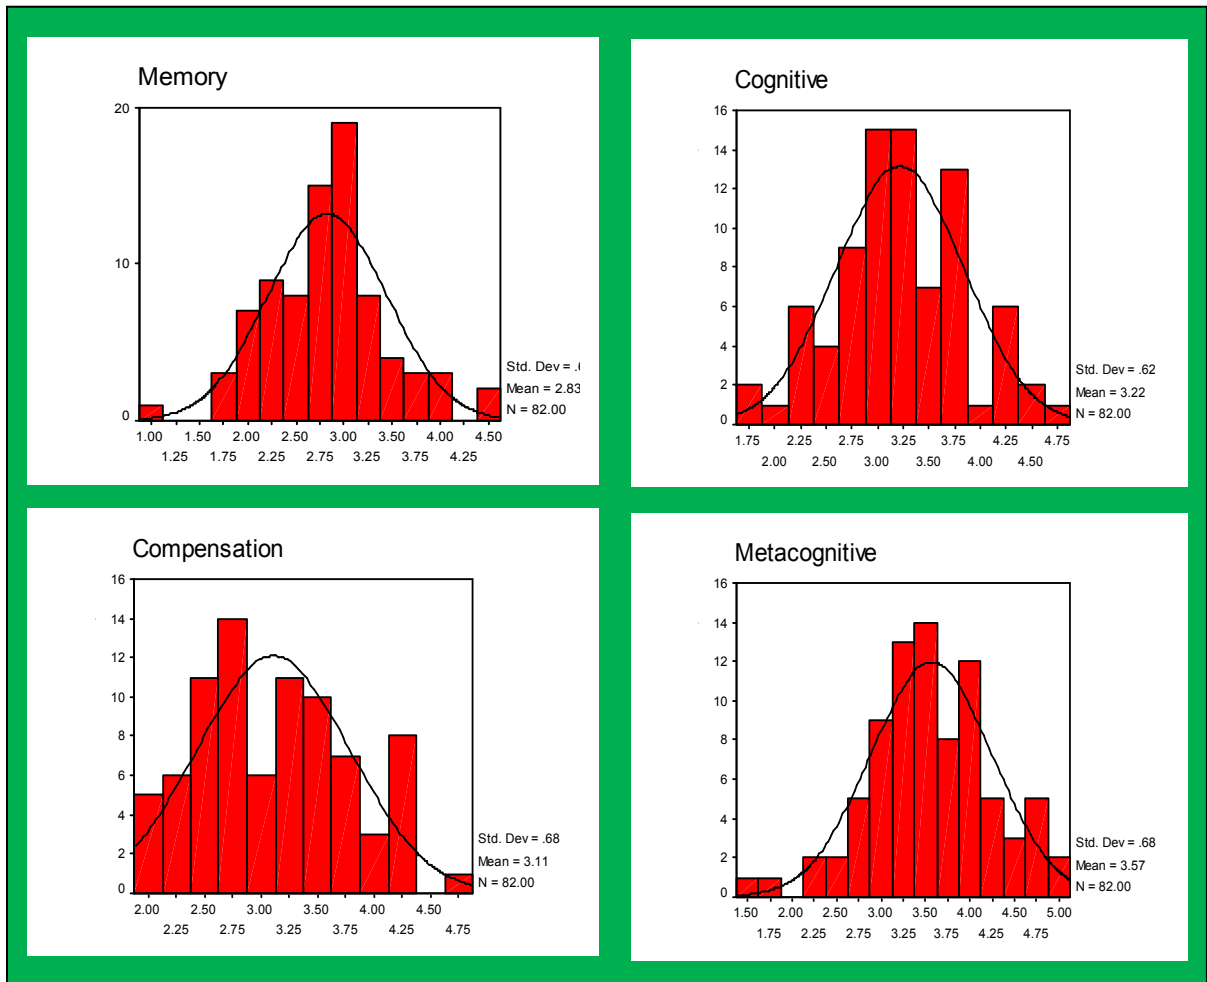 Memory
20
10
0
Std. Dev = .6
Mean = 2.83
N = 82.00
1.00 1.50 2.00 2.50 3.00 3.50 4.00 4.50
1.25 1.75 2.25 2.75 3.25 3.75 4.25
Cognitive
16
14
12
10
8
6
4
2
0
Std. Dev = .62
Mean = 3.22
N = 82.00
1.75 2.25 2.75 3.25 3.75 4.25 4.75
2.00 2.50 3.00 3.50 4.00 4.50
Compensation
16
14
12
10
8
6
4
2
0
Std. Dev = .68
Mean = 3.11
N = 82.00
2.00 2.50 3.00 3.50 4.00 4.50
2.25 2.75 3.25 3.75 4.25 4.75
Metacognitive
16
14
12
10
8
6
4
2
0
Std. Dev = .68
Mean = 3.57
N = 82.00
1.50 2.00 2.50 3.00 3.50 4.00 4.50 5.00
1.75 2.25 2.75 3.25 3.75 4.25 4.75